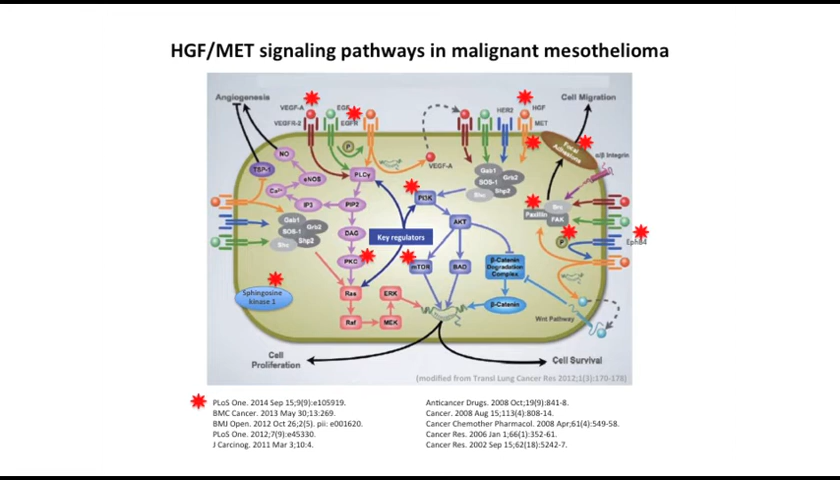 HGF/MET signaling pathways in malignant mesothelioma
Angiogenesis
VEGF-A
EGF
HER2
HGF
Cell Migration
VEGFR-2
EGFR
MET
P
NO
TSP-1
eNOS
PLCγ
VEGF-A
Gab1
Grb2
SOS-1
Shp2
Shc
Focal
Adhesions
α/β Integrin
Ca2+
IP3
PIP2
PI3K
Paxillin
Src
FAK
Gab1
Grb2
SOS-1
Shp2
Shc
DAG
Key regulators
AKT
P
EphB4
PKC
mTOR
BAD
β-Catenin
Degradation
Complex
Sphingosine
kinase 1
Ras
ERK
β-Catenin
Raf
MEK
Wnt Pathway
Cell
Proliferation
Cell Survival
(modified from Transl Lung Cancer Res 2012;1(3):170-178)
PLoS One. 2014 Sep 15;9(9):e105919.
BMC Cancer. 2013 May 30;13:269.
BMJ Open. 2012 Oct 26;2(5). pii: e001620.
PLoS One. 2012;7(9):e45330.
J Carcinog. 2011 Mar 3;10:4.
Anticancer Drugs. 2008 Oct;19(9):841-8.
Cancer. 2008 Aug 15;113(4):808-14.
Cancer Chemother Pharmacol. 2008 Apr;61(4):549-58.
Cancer Res. 2006 Jan 1;66(1):352-61.
Cancer Res. 2002 Sep 15;62(18):5242-7.